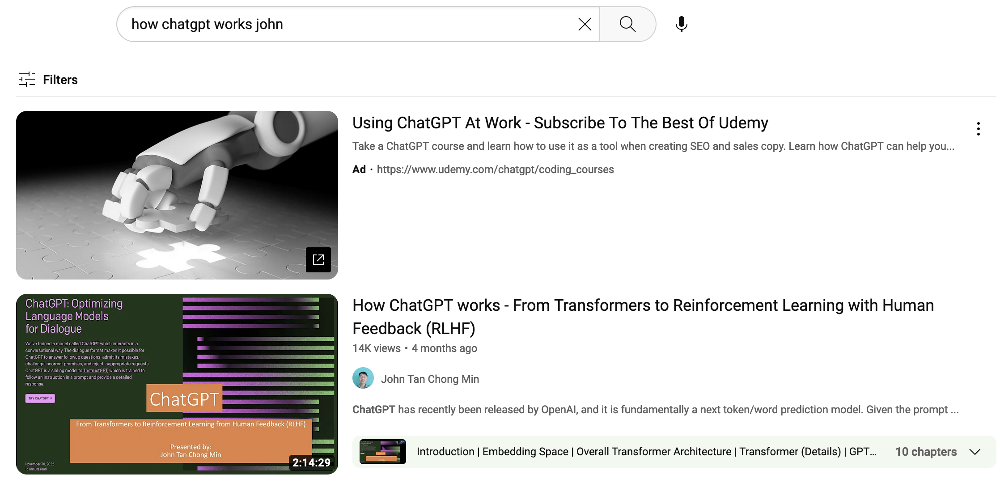 how chatgpt works john
Filters
Using ChatGPT At Work - Subscribe To The Best Of Udemy
Take a ChatGPT course and learn how to use it as a tool when creating SEO and sales copy. Learn how ChatGPT can help you...
Ad · https://www.udemy.com/chatgpt/coding_courses
ChatGPT: Optimizing
Language Models
for Dialogue
We've trained a model called ChatGPT which interacts in a
conversational way. The dialogue format makes it possible for
ChatGPT to answer followup questions, admit its mistakes,
challenge incorrect premises, and reject inappropriate requests.
ChatGPT is a sibling model to InstructGPT, which is trained to
follow an instruction in a prompt and provide a detailed
response.
TRY CHATGPT ↗
ChatGPT
From Transformers to Reinforcement Learning from Human Feedback (RLHF)
Presented by:
John Tan Chong Min
November 30, 2022
13 minute read
2:14:29
How ChatGPT works - From Transformers to Reinforcement Learning with Human
Feedback (RLHF)
14K views • 4 months ago
John Tan Chong Min
ChatGPT has recently been released by OpenAI, and it is fundamentally a next token/word prediction model. Given the prompt ...
Introduction | Embedding Space | Overall Transformer Architecture | Transformer (Details) | GPT...
10 chapters